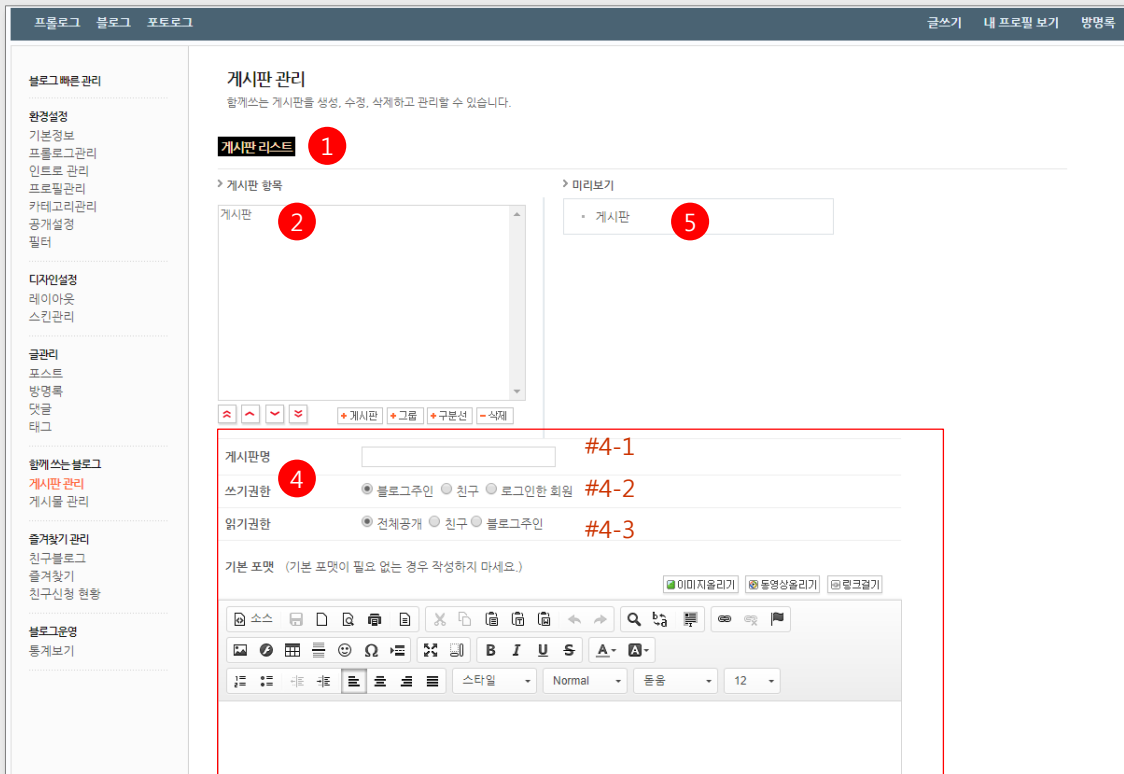 프롤로그 블로그 포토로그 글쓰기 내 프로필 보기 방명록
블로그 빠른 관리
환경설정
기본정보
프롤로그관리
인트로 관리
프로필관리
카테고리관리
공개설정
필터
디자인설정
레이아웃
스킨관리
글관리
포스트
방명록
댓글
태그
함께 쓰는 블로그
게시판 관리
게시물 관리
즐겨찾기 관리
친구블로그
즐겨찾기
친구신청 현황
블로그운영
통계보기
게시판 관리
함께쓰는 게시판을 생성, 수정, 삭제하고 관리할 수 있습니다.
게시판 리스트 1
게시판 항목
게시판 2
+게시판 +그룹 +구분선 -삭제
미리보기
게시판 5
게시판명 #4-1
4
쓰기권한 블로그주인 친구 로그인한 회원 #4-2
읽기권한 전체공개 친구 블로그주인 #4-3
기본 포맷 (기본 포맷이 필요 없는 경우 작성하지 마세요.)
이미지올리기 동영상올리기 링크걸기
소스
B I U S A A
스타일 Normal 돋움 12